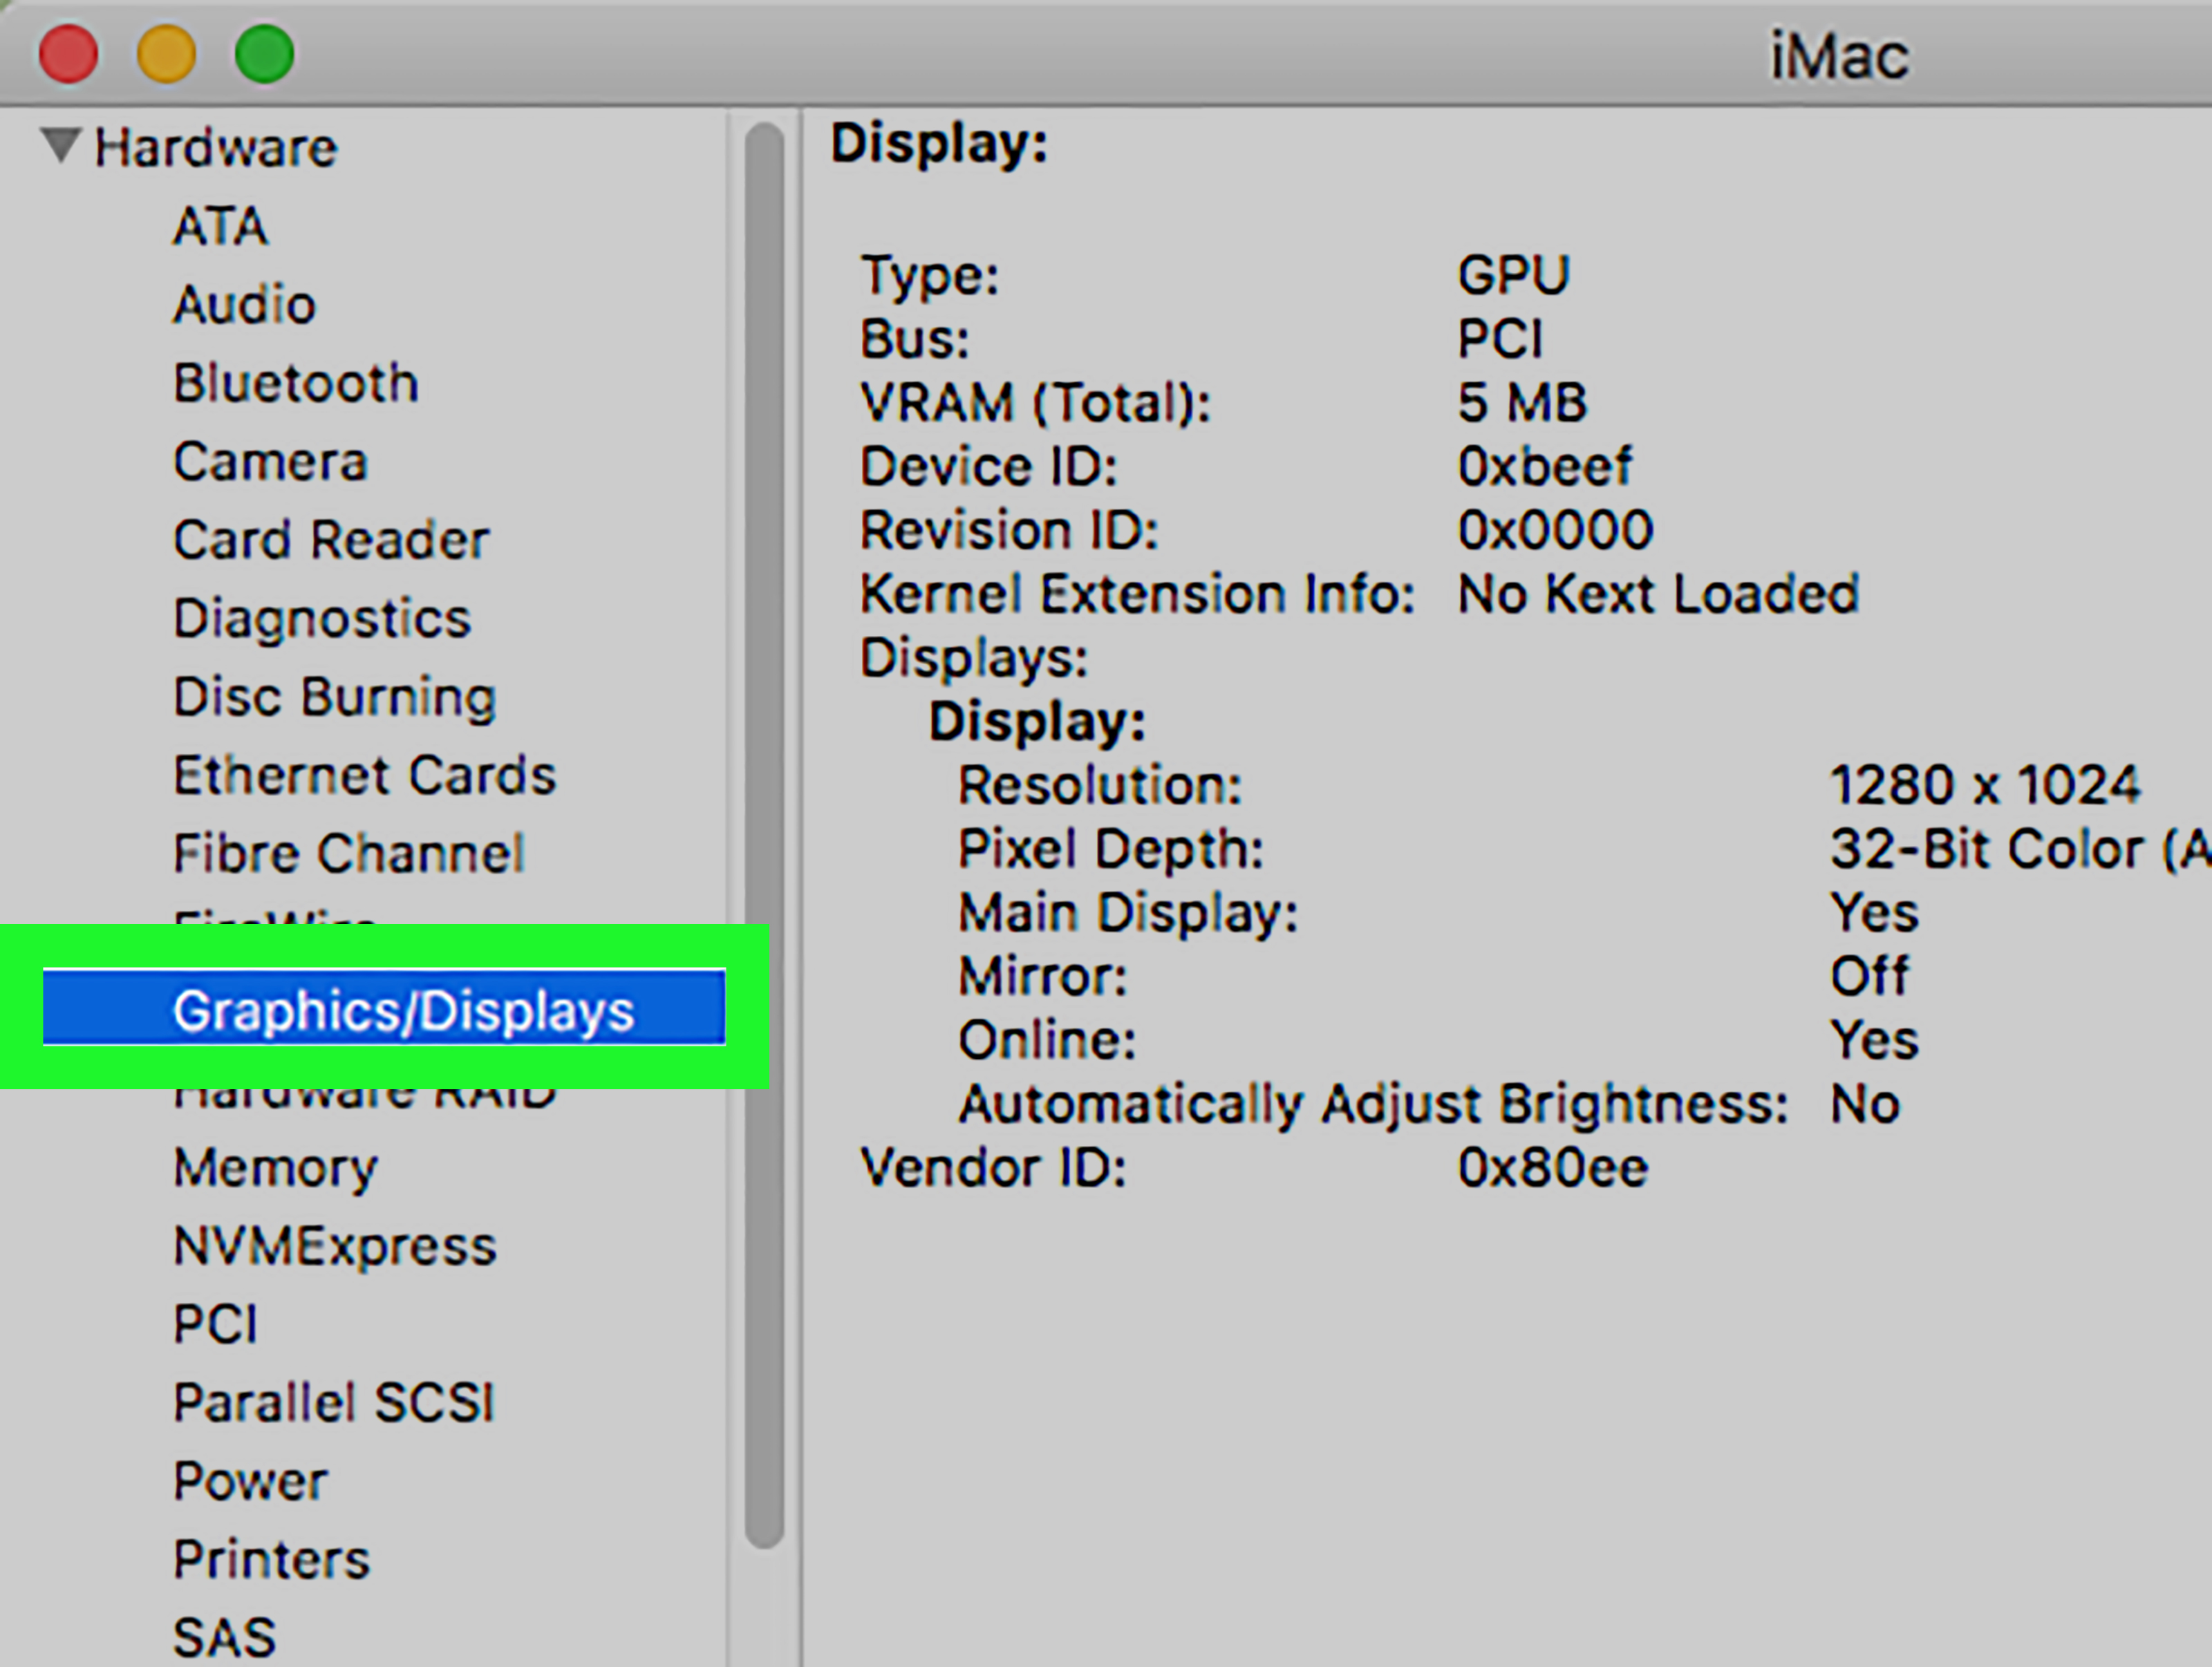 iMac
Hardware
ATA
Audio
Bluetooth
Camera
Card Reader
Diagnostics
Disc Burning
Ethernet Cards
Fibre Channel
FireWire
Graphics/Displays
Hardware RAID
Memory
NVMExpress
PCI
Parallel SCSI
Power
Printers
SAS
Display:
Type: GPU
Bus: PCI
VRAM (Total): 5 MB
Device ID: 0xbeef
Revision ID: 0x0000
Kernel Extension Info: No Kext Loaded
Displays:
Display:
Resolution: 1280 x 1024
Pixel Depth: 32-Bit Color (A
Main Display: Yes
Mirror: Off
Online: Yes
Automatically Adjust Brightness: No
Vendor ID: 0x80ee